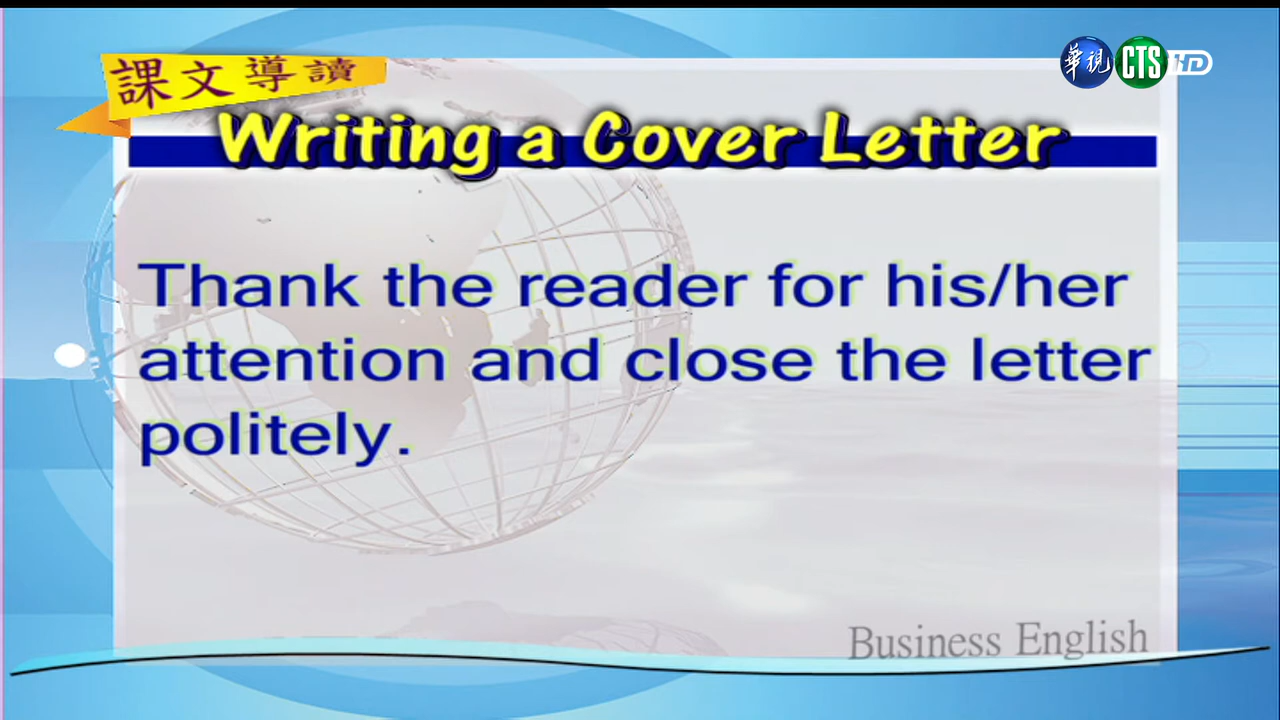 課文導讀
華視 CTS HD
Writing a Cover Letter
Thank the reader for his/her
attention and close the letter
politely.
Business English